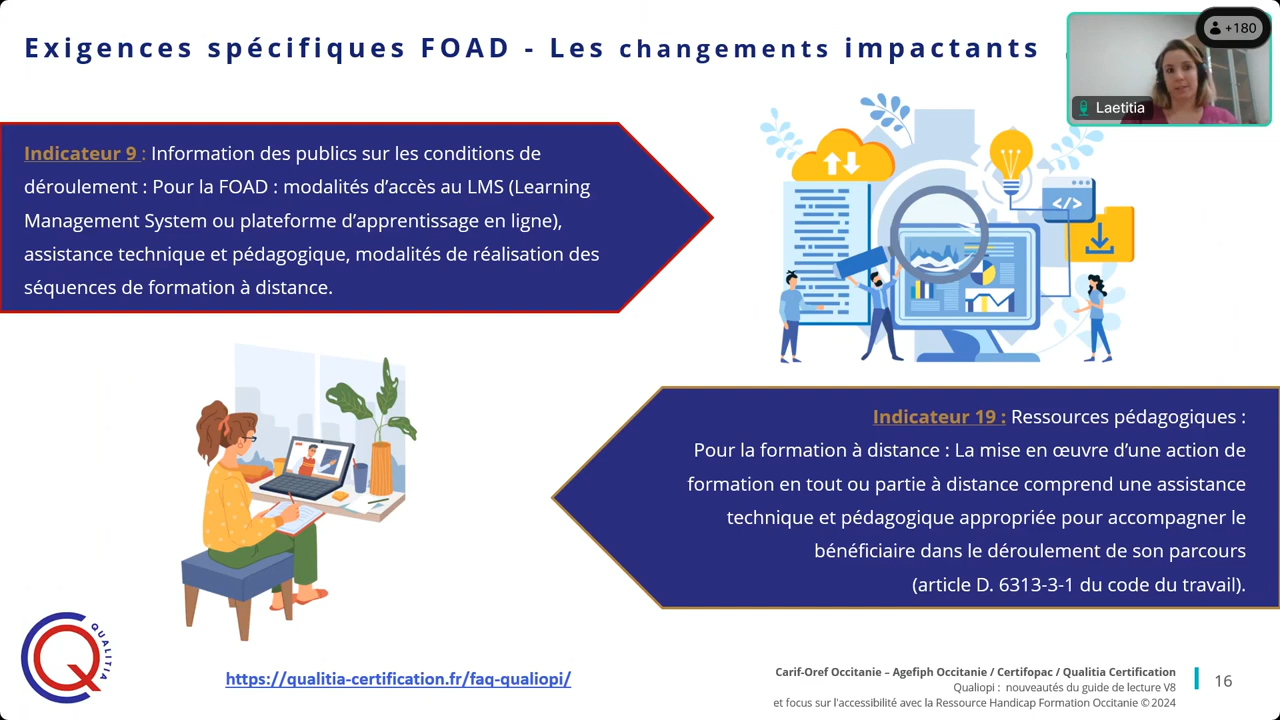 Exigences spécifiques FOAD - Les changements impactants
+180
Laetitia
Indicateur 9 : Information des publics sur les conditions de
déroulement : Pour la FOAD : modalités d’accès au LMS (Learning
Management System ou plateforme d’apprentissage en ligne),
assistance technique et pédagogique, modalités de réalisation des
séquences de formation à distance.
</>
Indicateur 19 : Ressources pédagogiques :
Pour la formation à distance : La mise en œuvre d’une action de
formation en tout ou partie à distance comprend une assistance
technique et pédagogique appropriée pour accompagner le
bénéficiaire dans le déroulement de son parcours
(article D. 6313-3-1 du code du travail).
QUALITIA
https://qualitia-certification.fr/faq-qualiopi/
Carif-Oref Occitanie – Agefiph Occitanie / Certifopac / Qualitia Certification
Qualiopi : nouveautés du guide de lecture V8
et focus sur l'accessibilité avec la Ressource Handicap Formation Occitanie © 2024
16